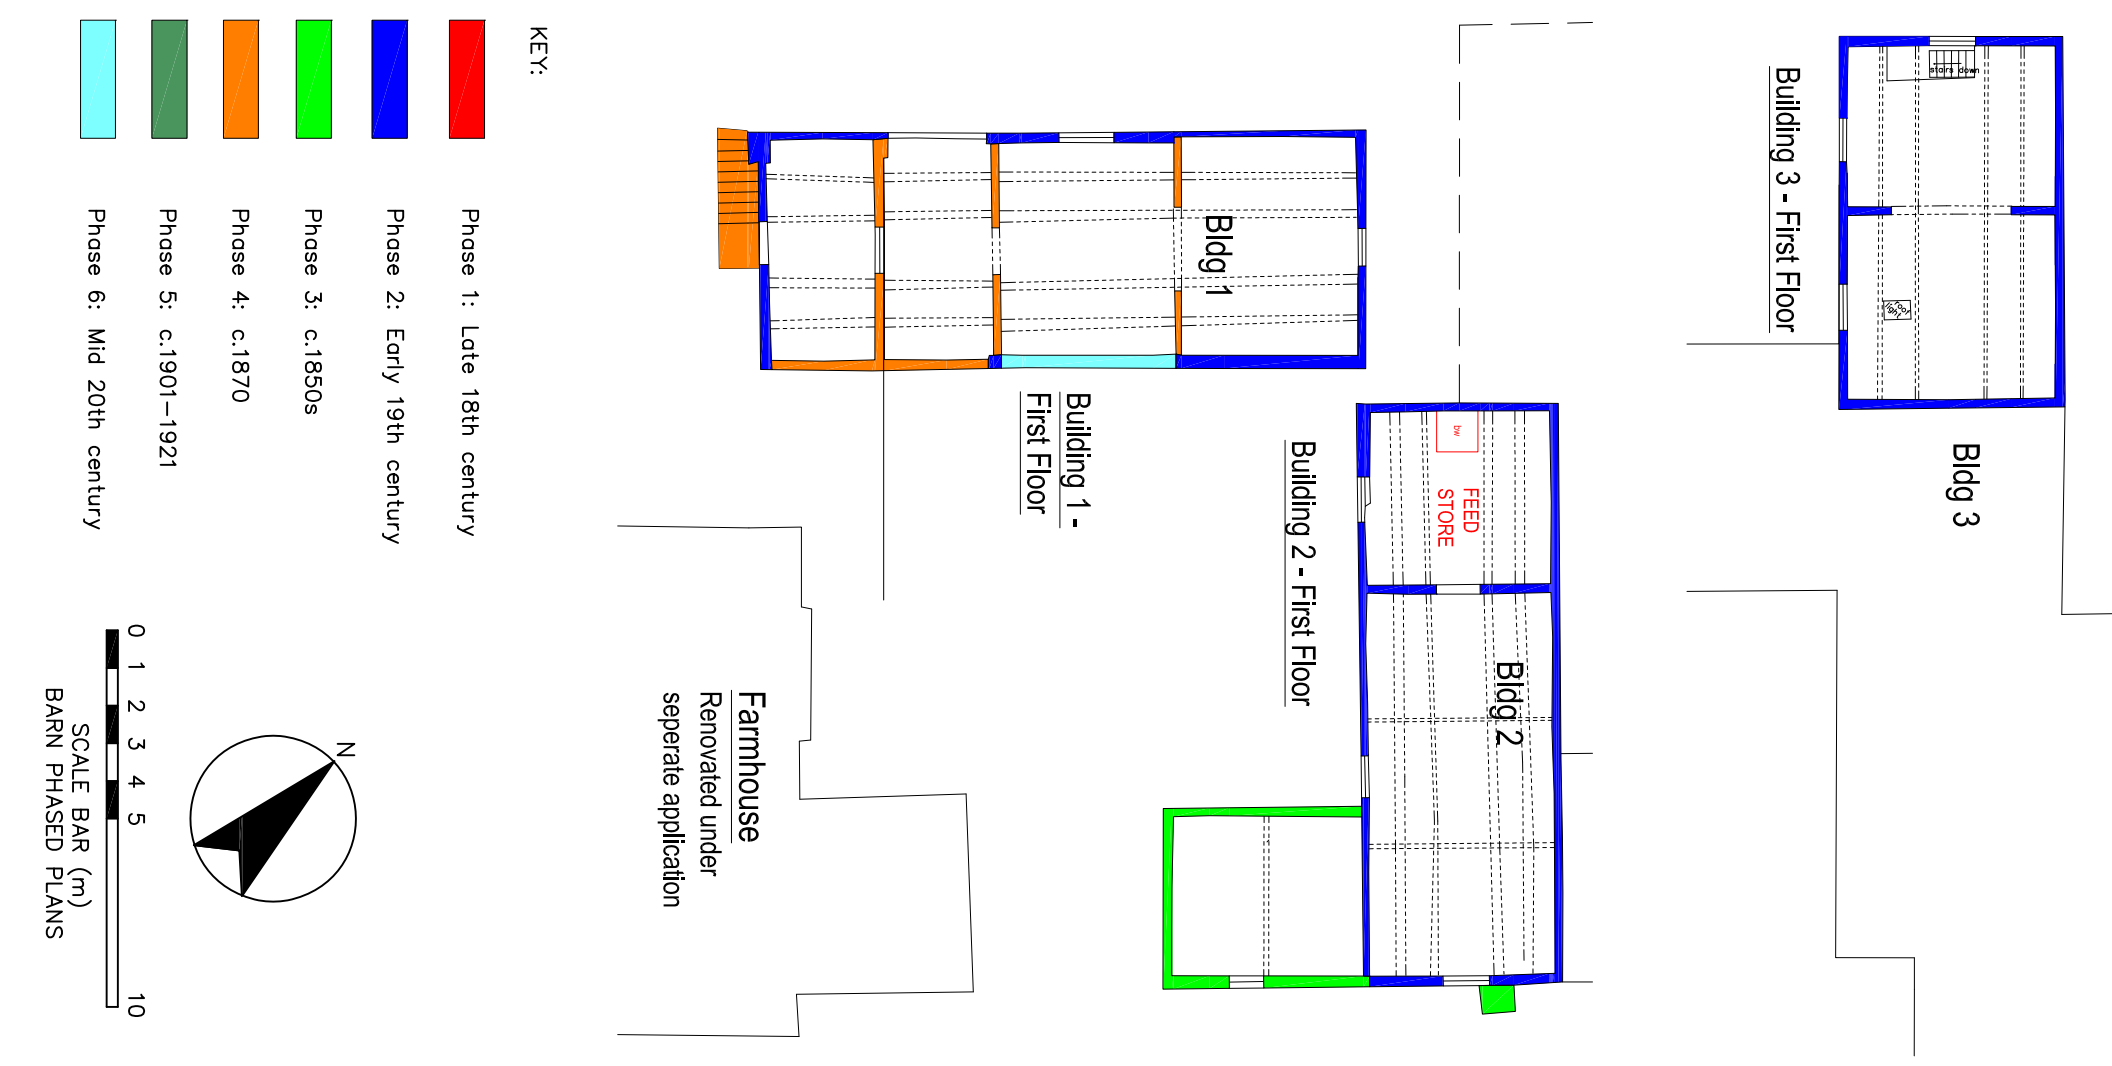 KEY:
Phase 1: Late 18th century
Phase 2: Early 19th century
Phase 3: c.1850s
Phase 4: c.1870
Phase 5: c.1901-1921
Phase 6: Mid 20th century
Building 3 - First Floor
stairs down
roof
light
Bldg 3
Bldg 1
Building 1 -
First Floor
Building 2 - First Floor
bw
FEED
STORE
Bldg 2
Farmhouse
Renovated under
seperate application
N
0 1 2 3 4 5 10
SCALE BAR (m)
BARN PHASED PLANS